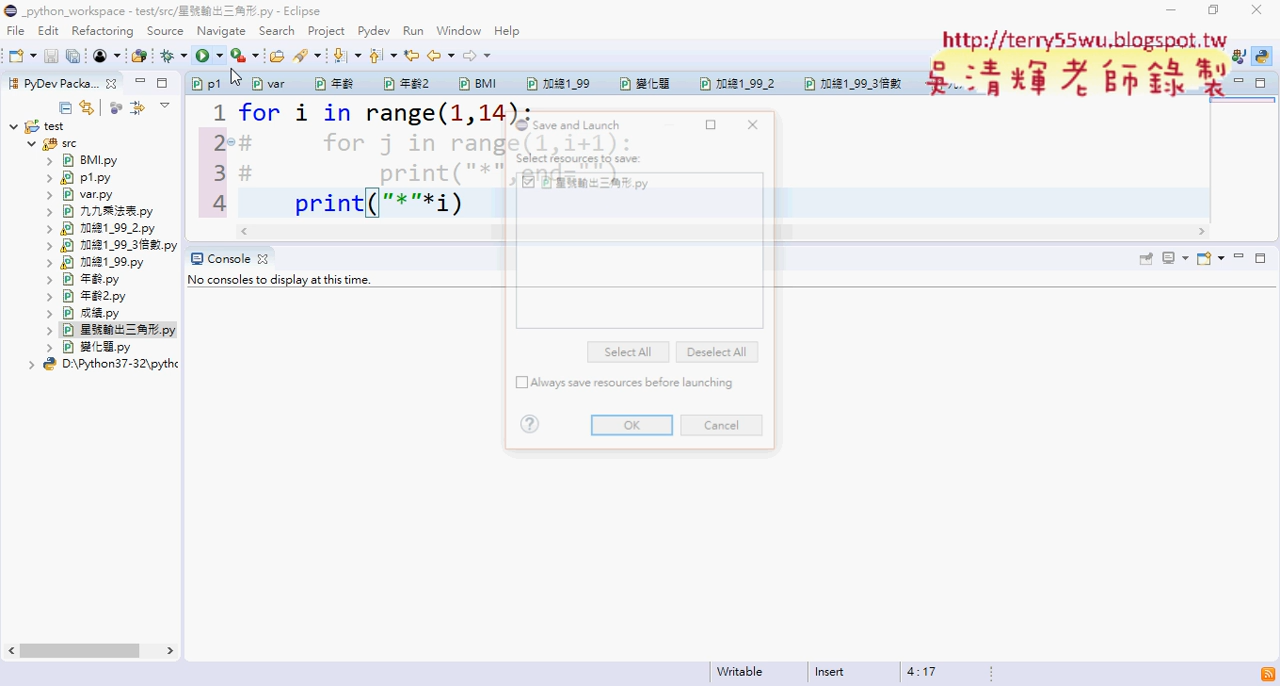 _python_workspace - test/src/星號輸出三角形.py - Eclipse
File Edit Refactoring Source Navigate Search Project Pydev Run Window Help
http://terry55wu.blogspot.tw
吳清輝老師錄製
PyDev Packa...
p1 var 年齡 年齡2 BMI 加總1_99 變化題 加總1_99_2 加總1_99_3倍數
1 for i in range(1,14):
2 # for j in range(1,i+1):
3 # print("*",end="")
4 print("*"*i)
test
src
BMI.py
p1.py
var.py
九九乘法表.py
加總1_99_2.py
加總1_99_3倍數.py
加總1_99.py
年齡.py
年齡2.py
成績.py
星號輸出三角形.py
變化題.py
D:\Python37-32\pytho
Save and Launch
Select resources to save:
星號輸出三角形.py
Select All Deselect All
Always save resources before launching
OK Cancel
Console
No consoles to display at this time.
Writable Insert 4 : 17